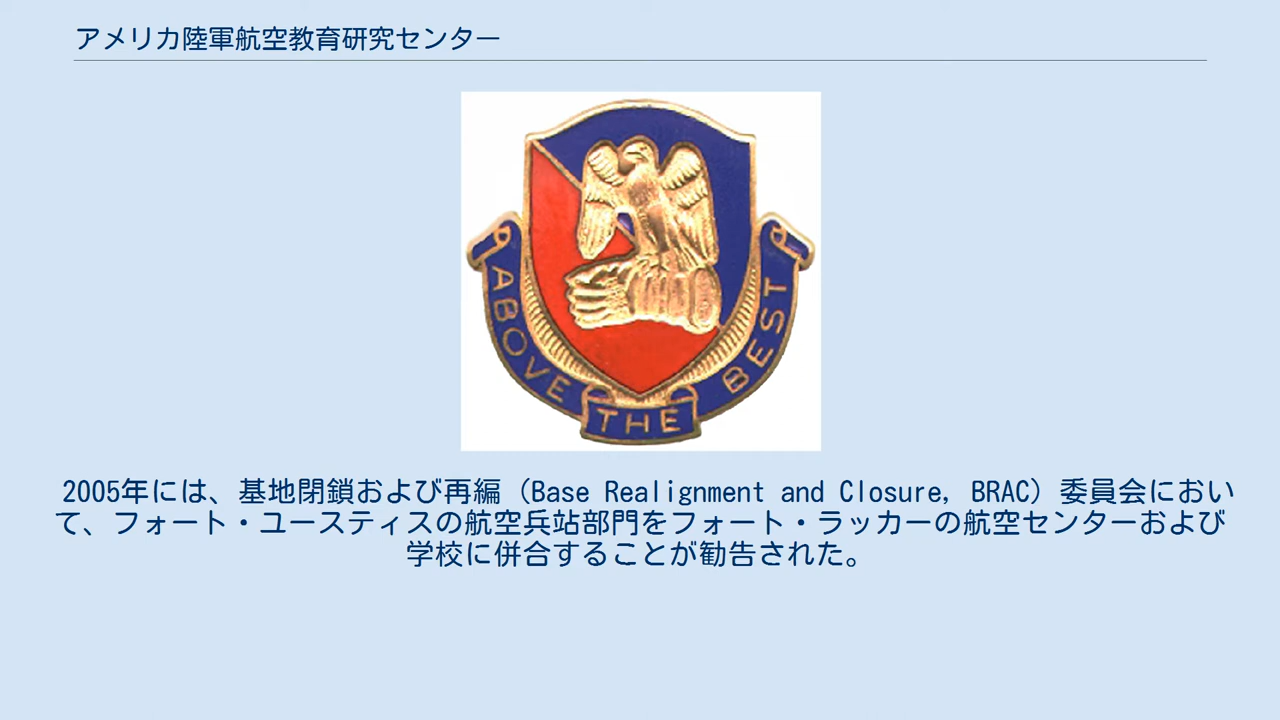 アメリカ陸軍航空教育研究センター
ABOVE THE BEST
2005年には、基地閉鎖および再編（Base Realignment and Closure, BRAC）委員会におい
て、フォート・ユースティスの航空兵站部門をフォート・ラッカーの航空センターおよび
学校に併合することが勧告された。